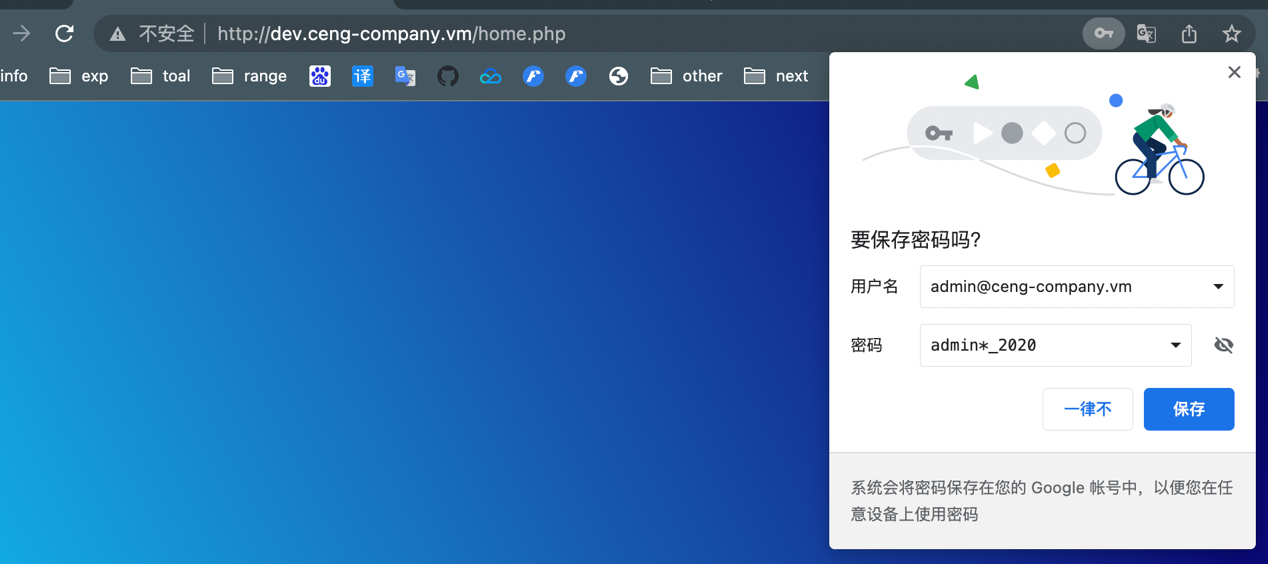 不安全 http://dev.ceng-company.vm/home.php
info exp toal range du 译 G 文 other next
要保存密码吗?
用户名 admin@ceng-company.vm
密码 admin*_2020
一律不 保存
系统会将密码保存在您的 Google 帐号中，以便您在任
意设备上使用密码